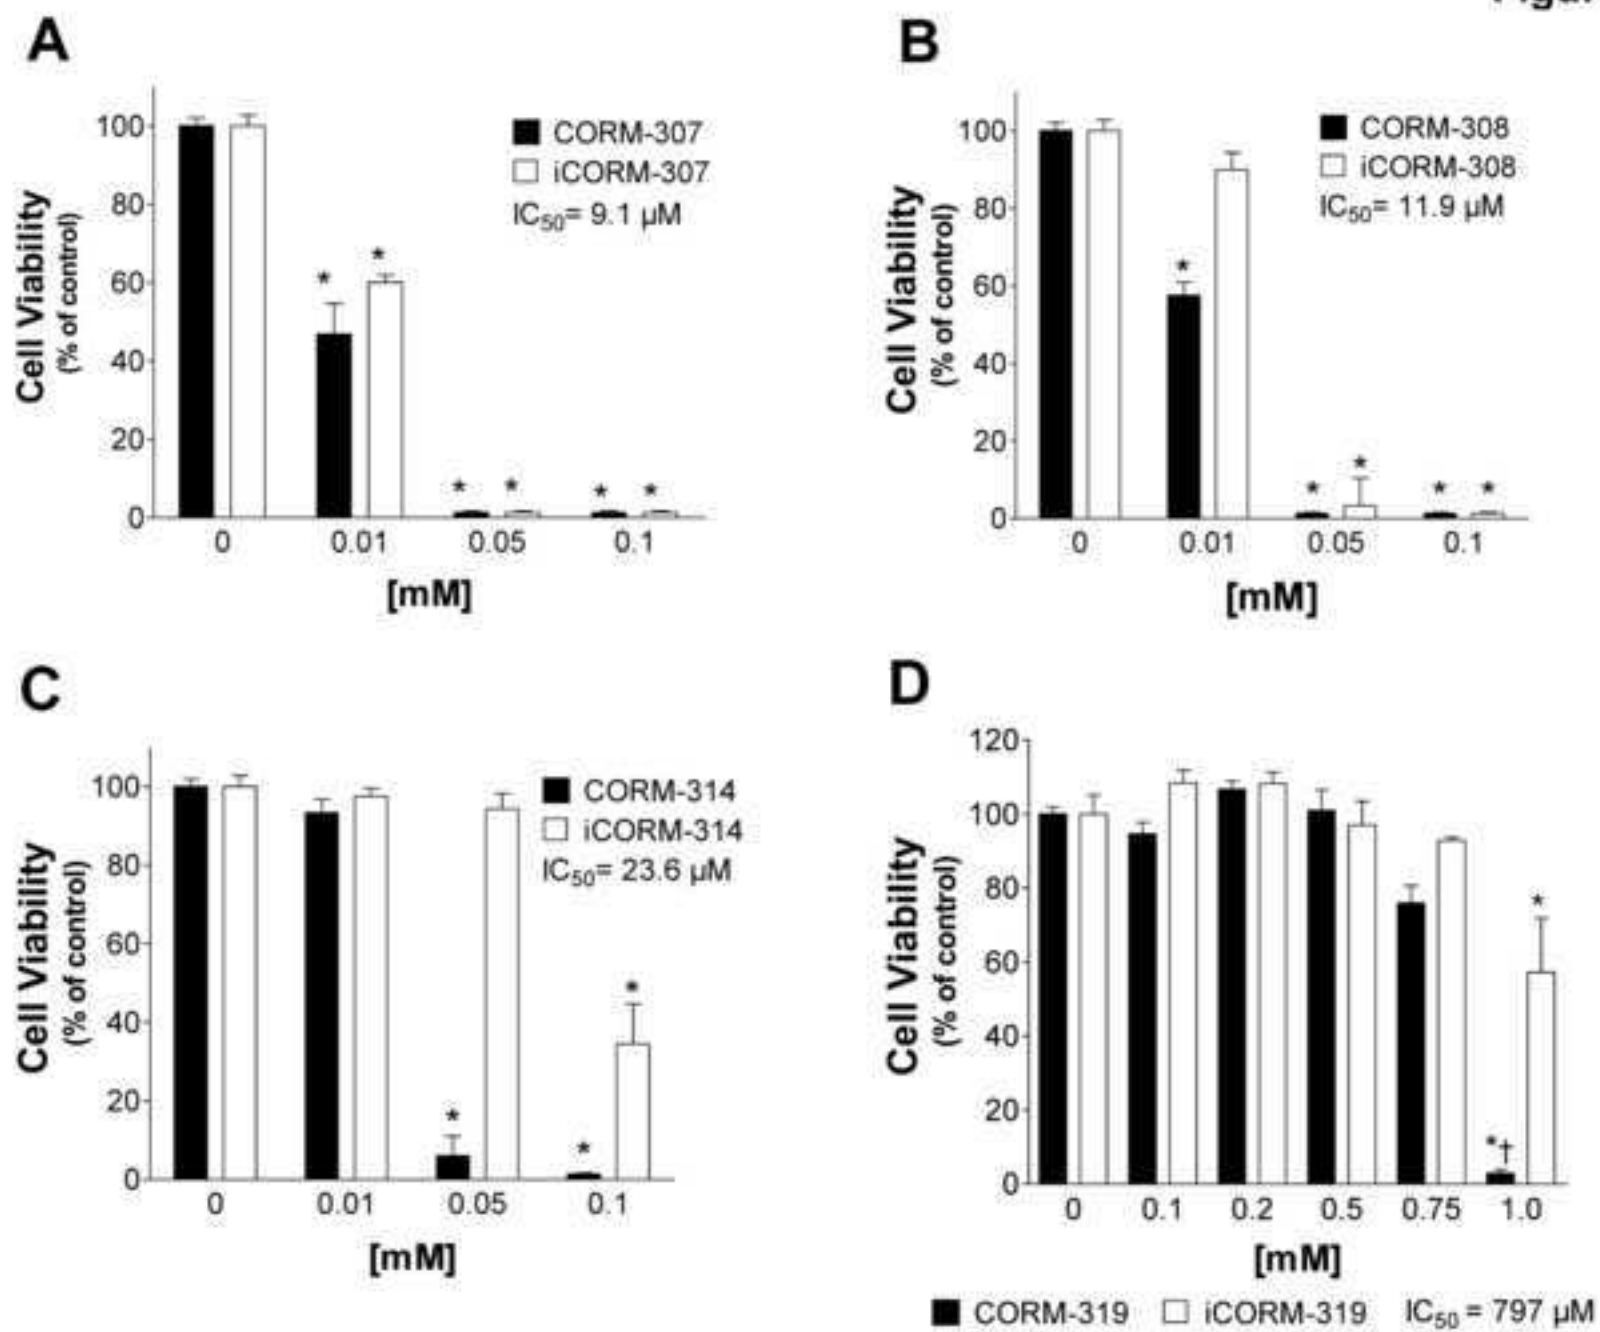 A
CORM-307
iCORM-307
IC50= 9.1 µM
Cell Viability
(% of control)
100
80
60
40
20
0
* *
* * * *
0 0.01 0.05 0.1
[mM]
B
CORM-308
iCORM-308
IC50= 11.9 µM
Cell Viability
(% of control)
100
80
60
40
20
0
*
* * * *
0 0.01 0.05 0.1
[mM]
C
CORM-314
iCORM-314
IC50= 23.6 µM
Cell Viability
(% of control)
100
80
60
40
20
0
* * *
0 0.01 0.05 0.1
[mM]
D
Cell Viability
(% of control)
120
100
80
60
40
20
0
*† *
0 0.1 0.2 0.5 0.75 1.0
[mM]
CORM-319 iCORM-319 IC50 = 797 µM